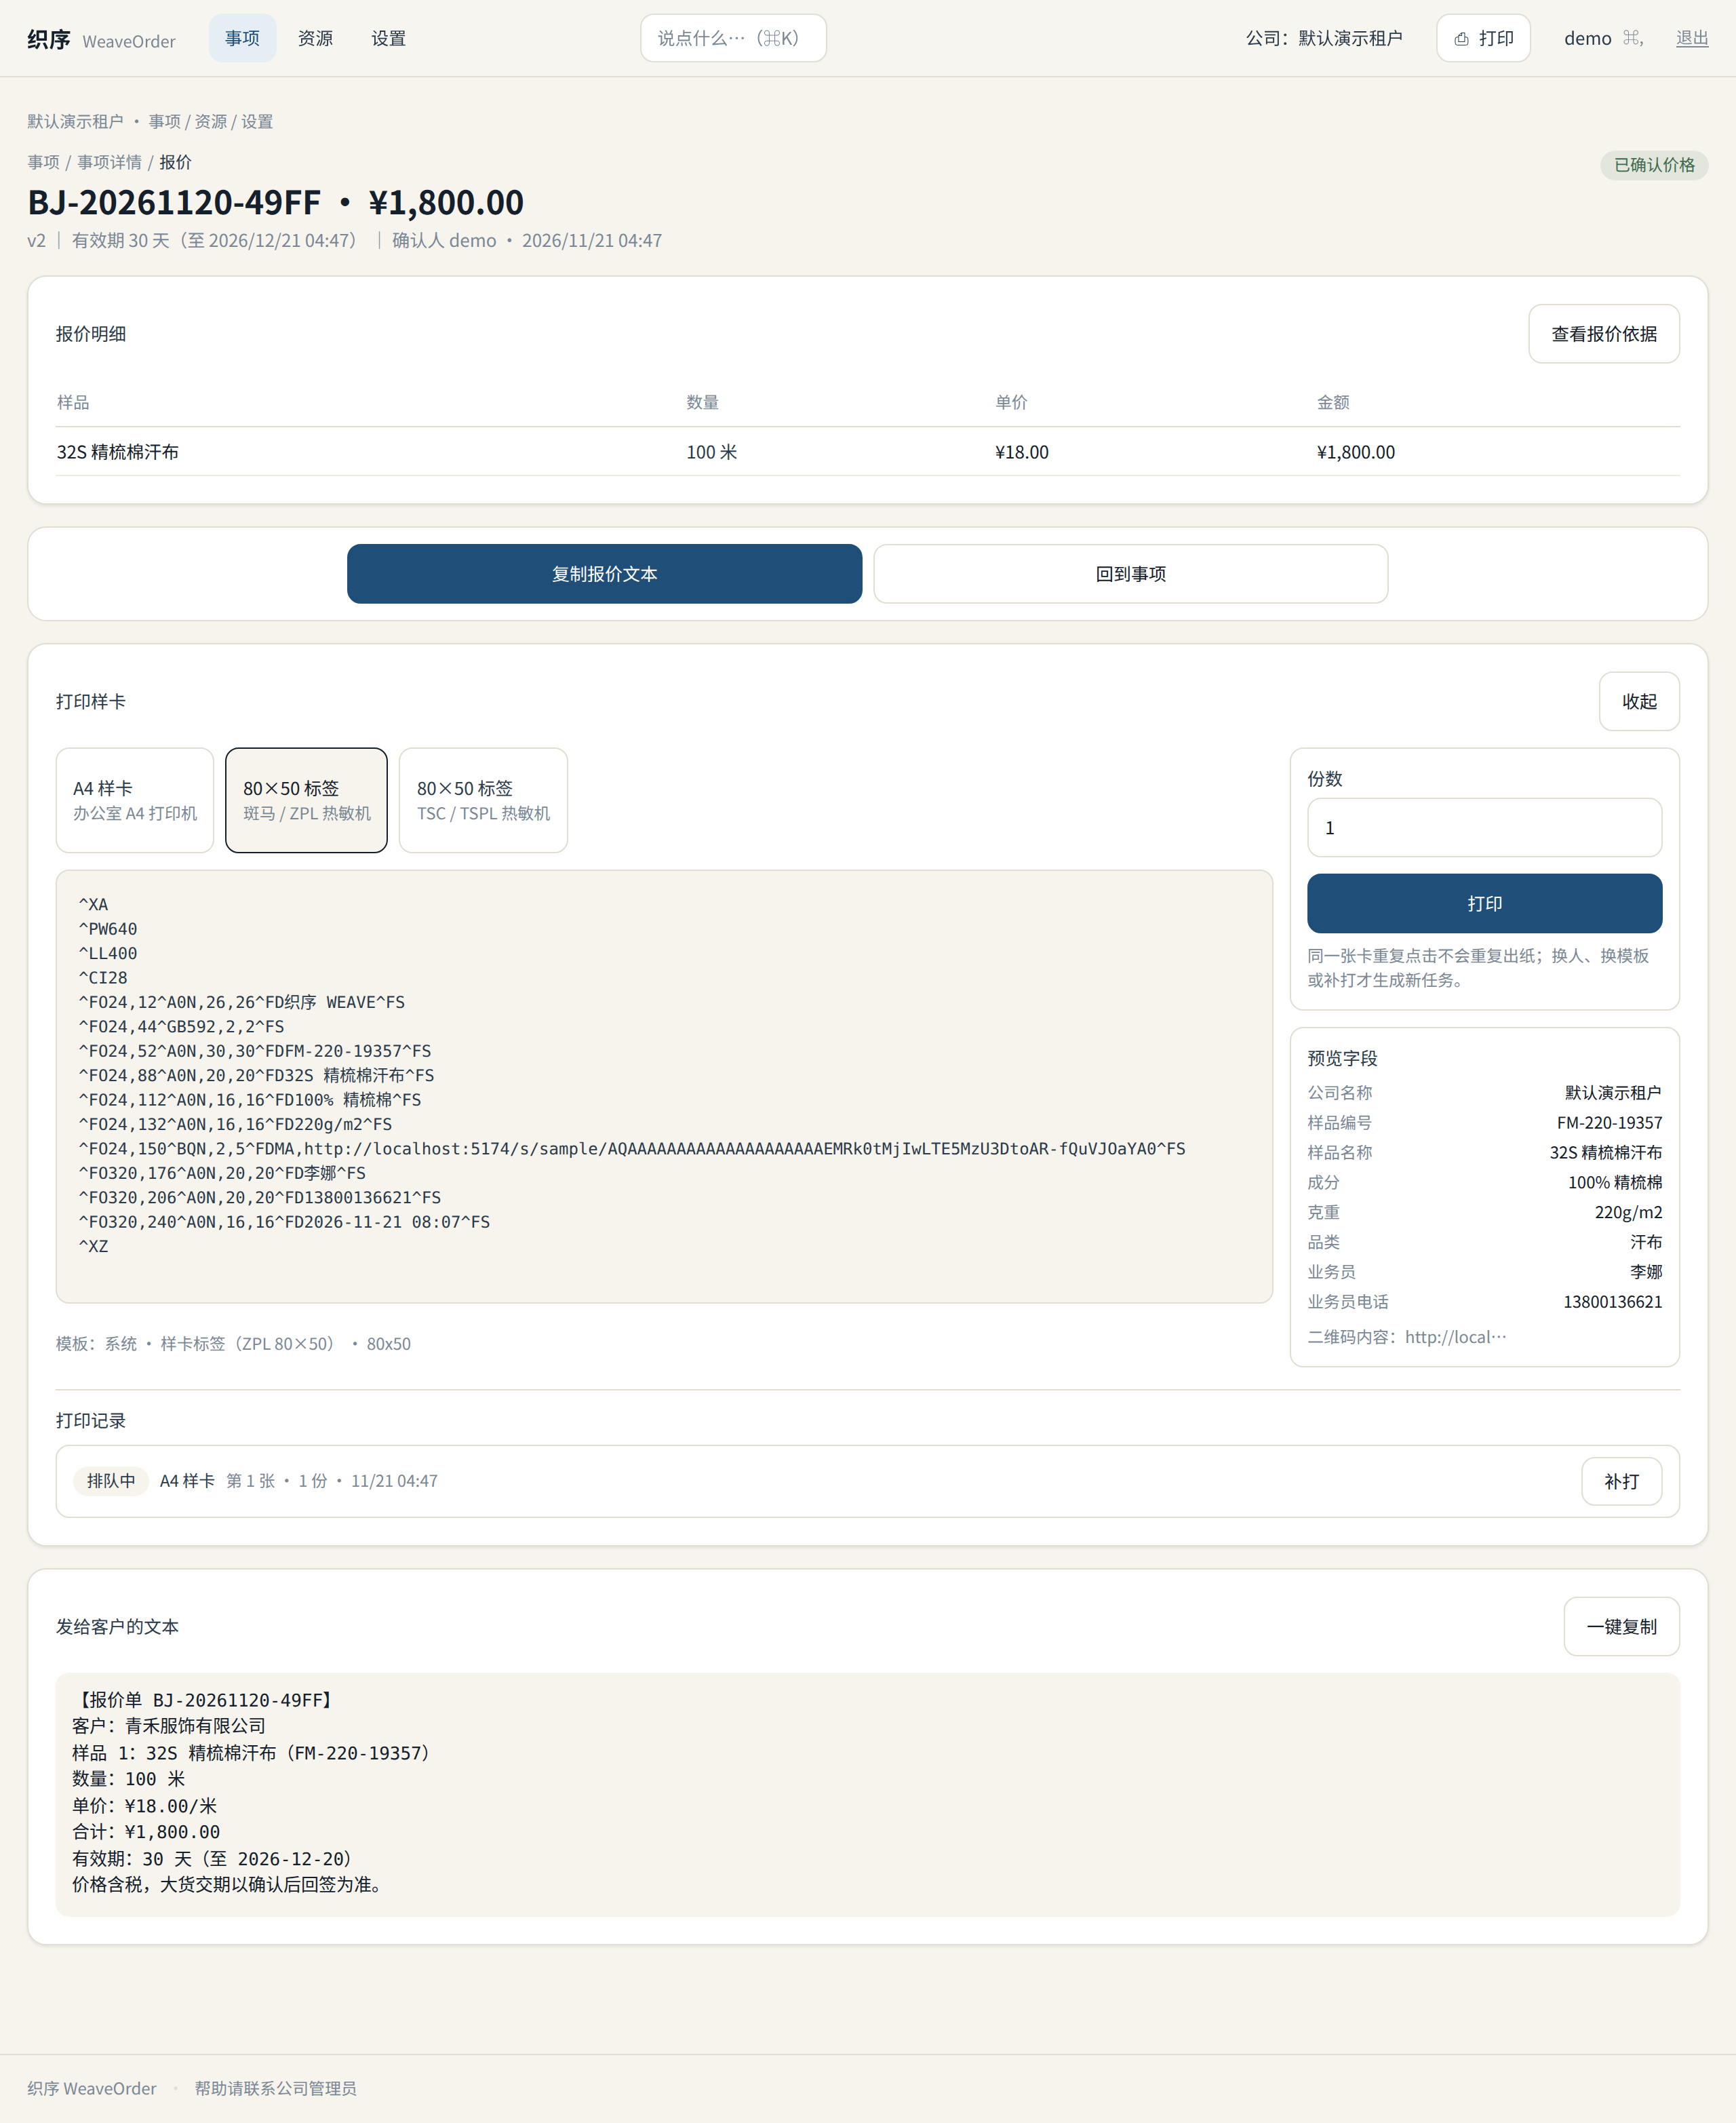 织序 WeaveOrder 事项 资源 设置 说点什么…（⌘K） 公司：默认演示租户 打印 demo ⌘, 退出
默认演示租户 · 事项 / 资源 / 设置
事项 / 事项详情 / 报价 已确认价格
BJ-20261120-49FF · ¥1,800.00
v2 ｜ 有效期 30 天（至 2026/12/21 04:47） ｜ 确认人 demo · 2026/11/21 04:47
报价明细 查看报价依据
样品 数量 单价 金额
32S 精梳棉汗布 100 米 ¥18.00 ¥1,800.00
复制报价文本 回到事项
打印样卡 收起
A4 样卡
办公室 A4 打印机
80×50 标签
斑马 / ZPL 热敏机
80×50 标签
TSC / TSPL 热敏机
^XA
^PW640
^LL400
^CI28
^FO24,12^A0N,26,26^FD织序 WEAVE^FS
^FO24,44^GB592,2,2^FS
^FO24,52^A0N,30,30^FDFM-220-19357^FS
^FO24,88^A0N,20,20^FD32S 精梳棉汗布^FS
^FO24,112^A0N,16,16^FD100% 精梳棉^FS
^FO24,132^A0N,16,16^FD220g/m2^FS
^FO24,150^BQN,2,5^FDMA,http://localhost:5174/s/sample/AQAAAAAAAAAAAAAAAAAAAAAEMRk0tMjIwLTE5MzU3DtoAR-fQuVJOaYA0^FS
^FO320,176^A0N,20,20^FD李娜^FS
^FO320,206^A0N,20,20^FD13800136621^FS
^FO320,240^A0N,16,16^FD2026-11-21 08:07^FS
^XZ
模板：系统 · 样卡标签（ZPL 80×50） · 80x50
份数
1
打印
同一张卡重复点击不会重复出纸；换人、换模板
或补打才生成新任务。
预览字段
公司名称 默认演示租户
样品编号 FM-220-19357
样品名称 32S 精梳棉汗布
成分 100% 精梳棉
克重 220g/m2
品类 汗布
业务员 李娜
业务员电话 13800136621
二维码内容：http://local…
打印记录
排队中 A4 样卡 第 1 张 · 1 份 · 11/21 04:47 补打
发给客户的文本 一键复制
【报价单 BJ-20261120-49FF】
客户：青禾服饰有限公司
样品 1：32S 精梳棉汗布（FM-220-19357）
数量：100 米
单价：¥18.00/米
合计：¥1,800.00
有效期：30 天（至 2026-12-20）
价格含税，大货交期以确认后回签为准。
织序 WeaveOrder · 帮助请联系公司管理员